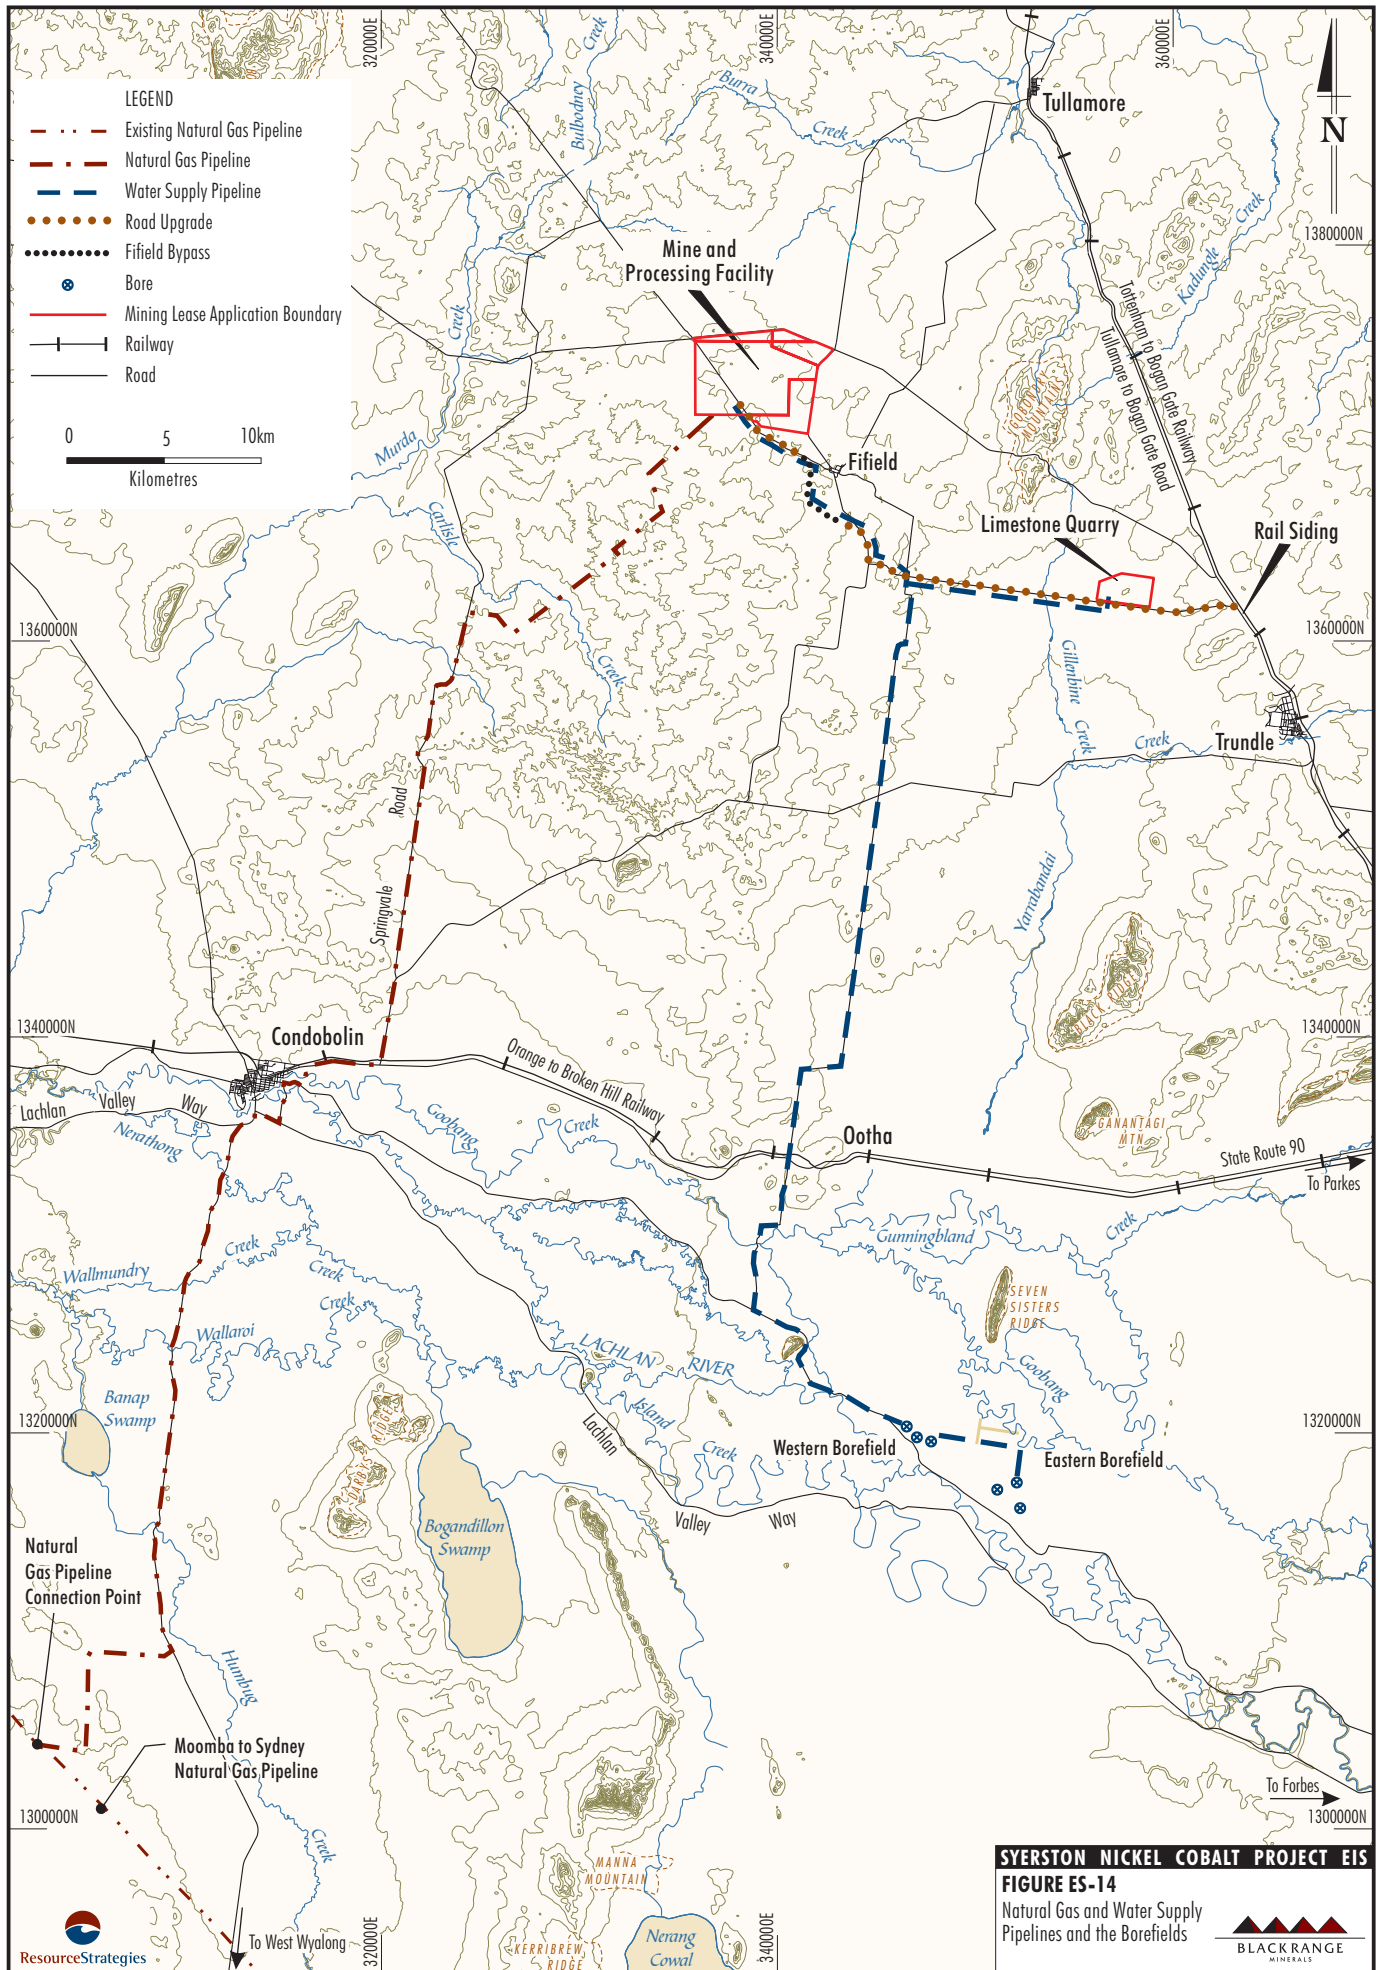 320000E
340000E
360000E
LEGEND
Existing Natural Gas Pipeline
Natural Gas Pipeline
Water Supply Pipeline
Road Upgrade
Fifield Bypass
Bore
Mining Lease Application Boundary
Railway
Road
0 5 10km
Kilometres
Bulbodney
Creek
Burra
Creek
Tullamore
N
Creek
Kadungle
1380000N
Mine and
Processing Facility
Creek
Murda
Tottenham to Bogan Gate Railway
Tullamore to Bogan Gate Road
GOBONDRY
MOUNTAINS
Fifield
Carlisle
Creek
Limestone Quarry
Rail Siding
1360000N
1360000N
Gillenbine
Creek
Creek
Trundle
Yarrabandai
Springvale
Road
BLACK RIDGE
1340000N
1340000N
Condobolin
Orange to Broken Hill Railway
Lachlan
Valley
Way
Nerathong
Goobang
Creek
Ootha
GANANTAGI
MTN
State Route 90
To Parkes
Creek
Gunningbland
Wallmundry
Creek
Creek
Creek
Wallaroi
SEVEN
SISTERS
RIDGE
Goobang
LACHLAN RIVER
Island
Creek
Banap
Swamp
1320000N
1320000N
DARBYS
RIDGE
Lachlan
Valley
Way
Western Borefield
Eastern Borefield
Bogandillon
Swamp
Natural
Gas Pipeline
Connection Point
Humbug
Creek
Moomba to Sydney
Natural Gas Pipeline
To Forbes
1300000N
1300000N
MANNA
MOUNTAIN
KERRIBREW
RIDGE
Nerang
Cowal
To West Wyalong
320000E
340000E
ResourceStrategies
SYERSTON NICKEL COBALT PROJECT EIS
FIGURE ES-14
Natural Gas and Water Supply
Pipelines and the Borefields
BLACK RANGE
MINERALS